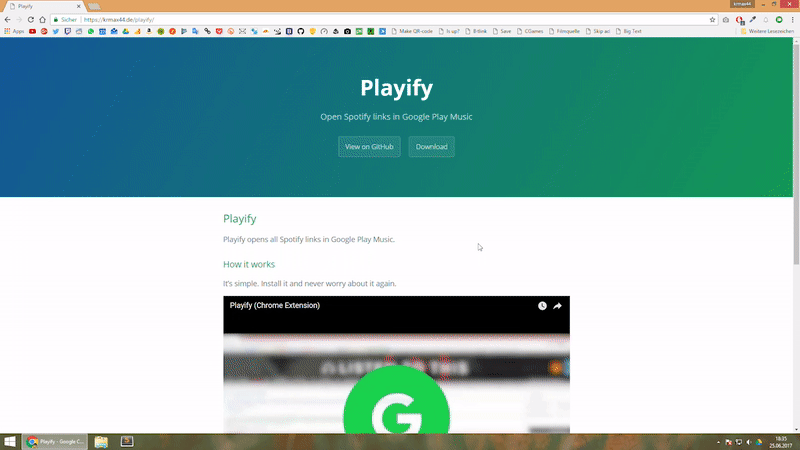 Playify
krmax44
Sicher
https://krmax44.de/playify/
Apps
Make QR-code
Is up?
Bitlink
Save
CGames
Filmquelle
Skip ad
Big Text
Weitere Lesezeichen
Playify
Open Spotify links in Google Play Music
View on GitHub
Download
Playify
Playify opens all Spotify links in Google Play Music.
How it works
It's simple. Install it and never worry about it again.
Playify (Chrome Extension)
G
Playify - Google C...
18:35
25.06.2017